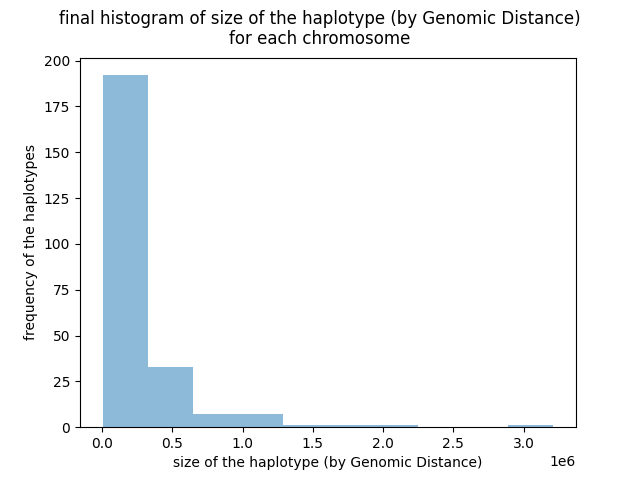 final histogram of size of the haplotype (by Genomic Distance)
for each chromosome
200
175
150
125
100
75
50
25
0
frequency of the haplotypes
0.0 0.5 1.0 1.5 2.0 2.5 3.0
1e6
size of the haplotype (by Genomic Distance)